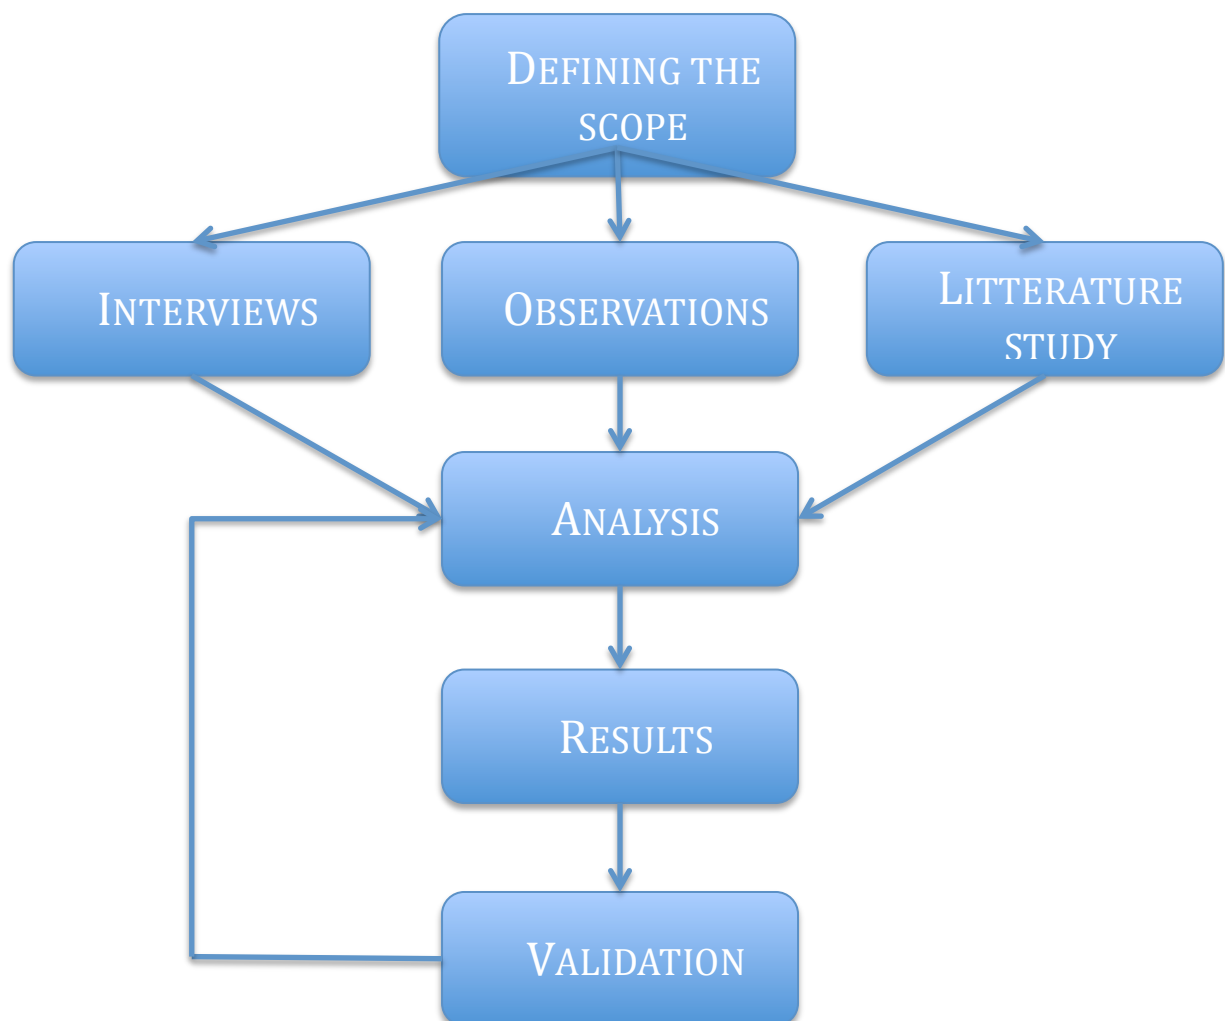 DEFINING THE
SCOPE
INTERVIEWS
OBSERVATIONS
LITTERATURE
STUDY
ANALYSIS
RESULTS
VALIDATION